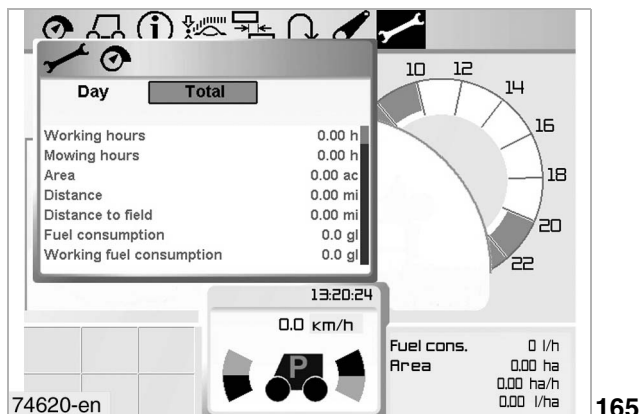 Day Total
Working hours 0.00 h
Mowing hours 0.00 h
Area 0.00 ac
Distance 0.00 mi
Distance to field 0.00 mi
Fuel consumption 0.0 gl
Working fuel consumption 0.0 gl
10 12 14 16 18 20 22
13:20:24
0.0 km/h
P
Fuel cons. 0 l/h
Area 0.00 ha
0.00 ha/h
0.00 l/ha
74620-en
165